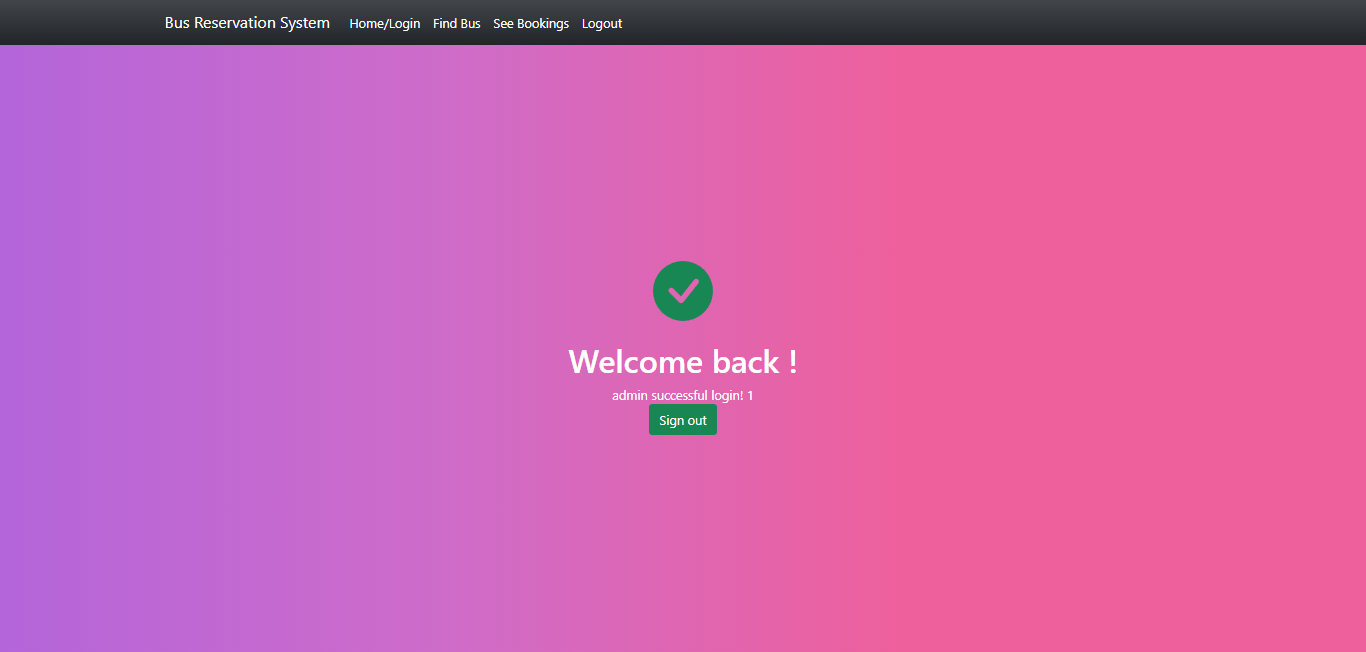 Bus Reservation System Home/Login Find Bus See Bookings Logout
Welcome back !
admin successful login! 1
Sign out